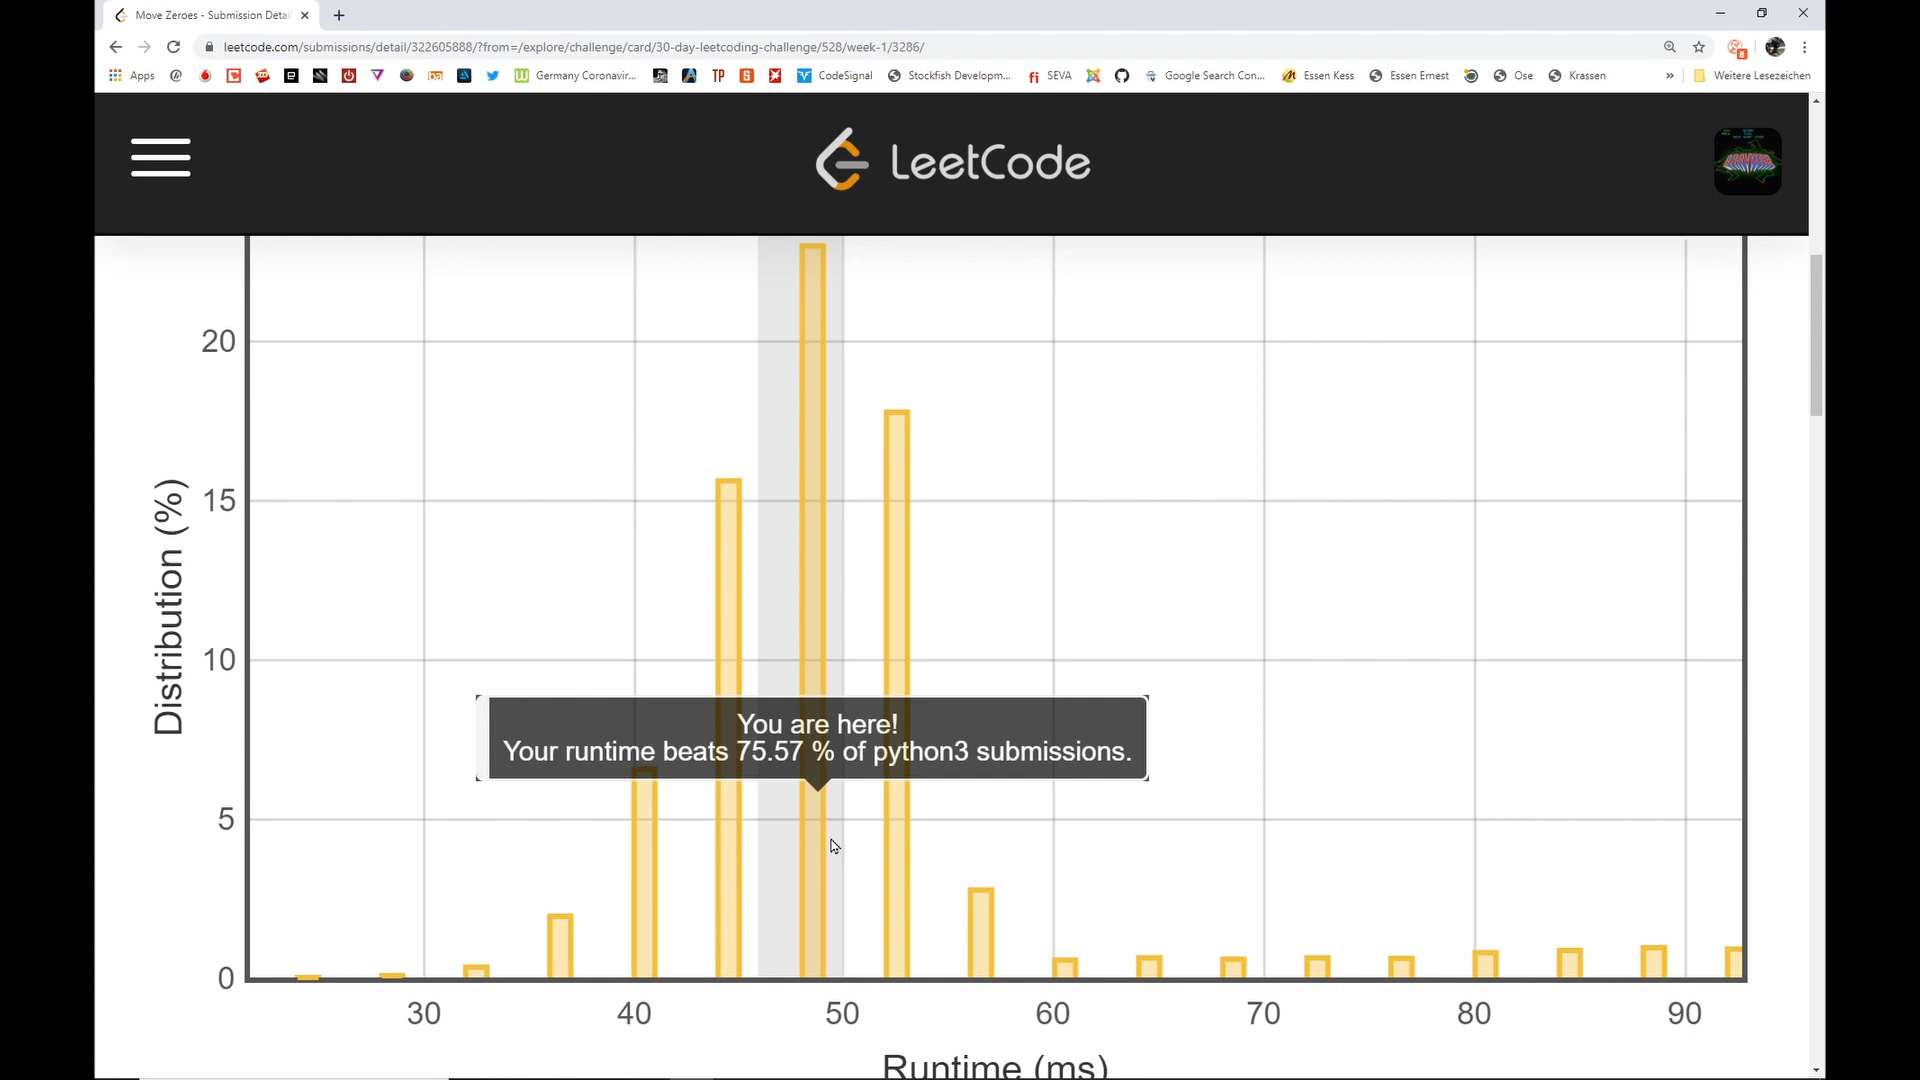 Move Zeroes - Submission Detai
leetcode.com/submissions/detail/322605888/?from=/explore/challenge/card/30-day-leetcoding-challenge/528/week-1/3286/
Apps
Germany Coronavir...
TP
CodeSignal
Stockfish Developm...
SEVA
Google Search Con...
Essen Kess
Essen Ernest
Ose
Krassen
»
Weitere Lesezeichen
LeetCode
20
15
10
5
0
Distribution (%)
You are here!
Your runtime beats 75.57 % of python3 submissions.
30
40
50
60
70
80
90
Runtime (ms)